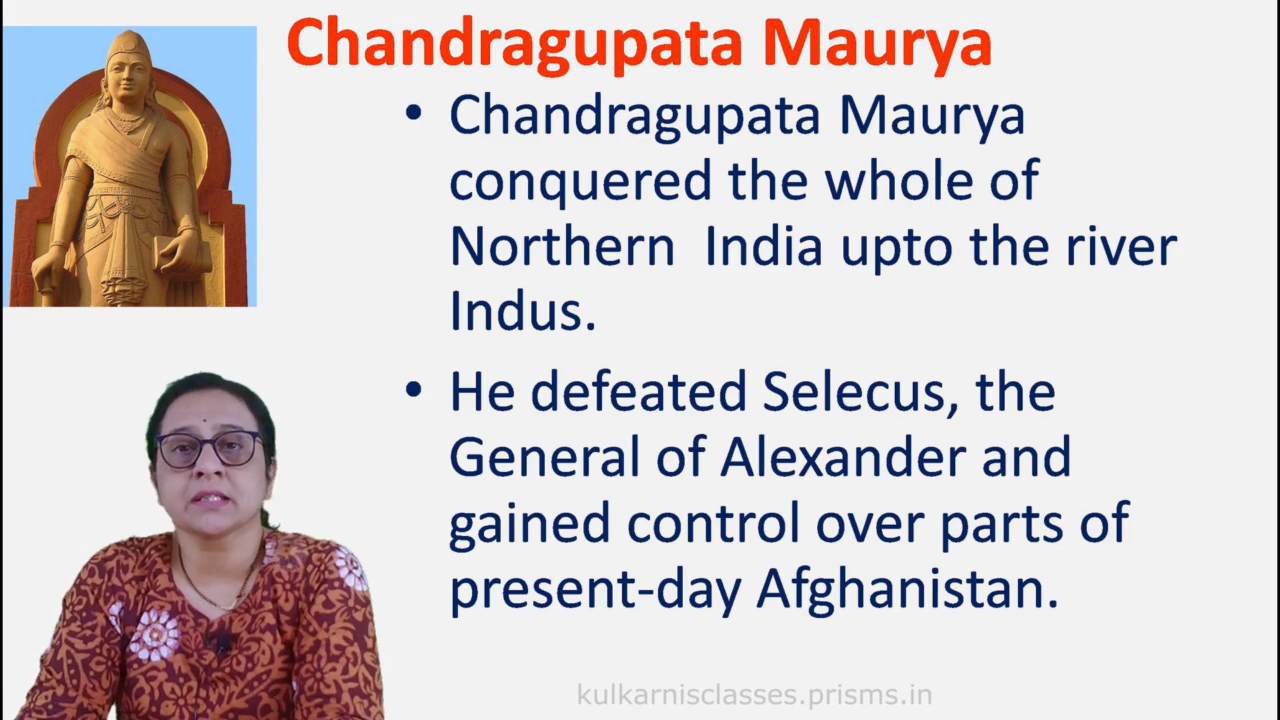 Chandragupata Maurya
• Chandragupata Maurya
conquered the whole of
Northern India upto the river
Indus.
• He defeated Selecus, the
General of Alexander and
gained control over parts of
present-day Afghanistan.
kulkarnisclasses.prisms.in